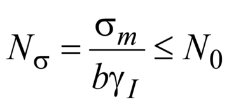 N_σ = σ_m / bγ_I ≤ N_0